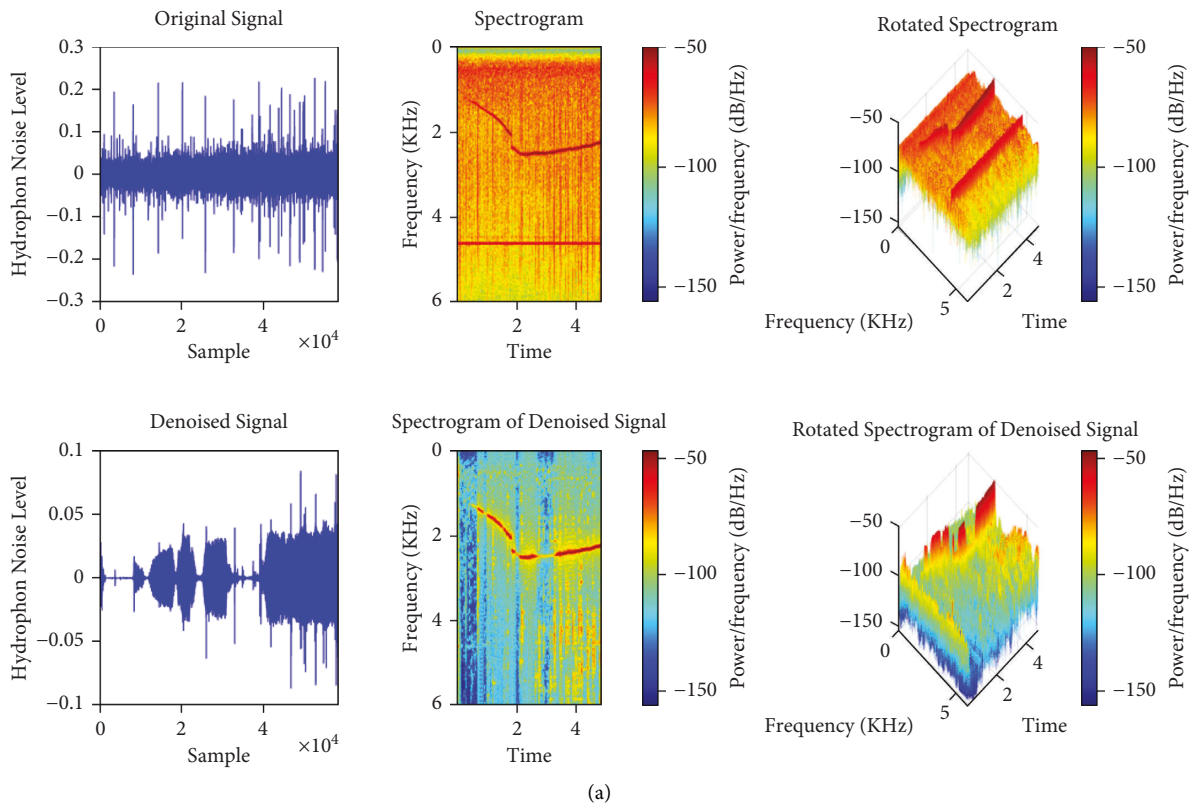 Original Signal
Hydrophon Noise Level
0.3
0.2
0.1
0
−0.1
−0.2
−0.3
0 2 4
×10⁴
Sample
Spectrogram
Frequency (KHz)
0
2
4
6
2 4
Time
−50
−100
−150
Power/frequency (dB/Hz)
Rotated Spectrogram
−50
−100
−150
0
5
2
4
Frequency (KHz)
Time
−50
−100
−150
Power/frequency (dB/Hz)
Denoised Signal
Hydrophon Noise Level
0.1
0.05
0
−0.05
−0.1
0 2 4
×10⁴
Sample
Spectrogram of Denoised Signal
Frequency (KHz)
0
2
4
6
2 4
Time
−50
−100
−150
Power/frequency (dB/Hz)
Rotated Spectrogram of Denoised Signal
−50
−100
−150
0
5
2
4
Frequency (KHz)
Time
−50
−100
−150
Power/frequency (dB/Hz)
(a)